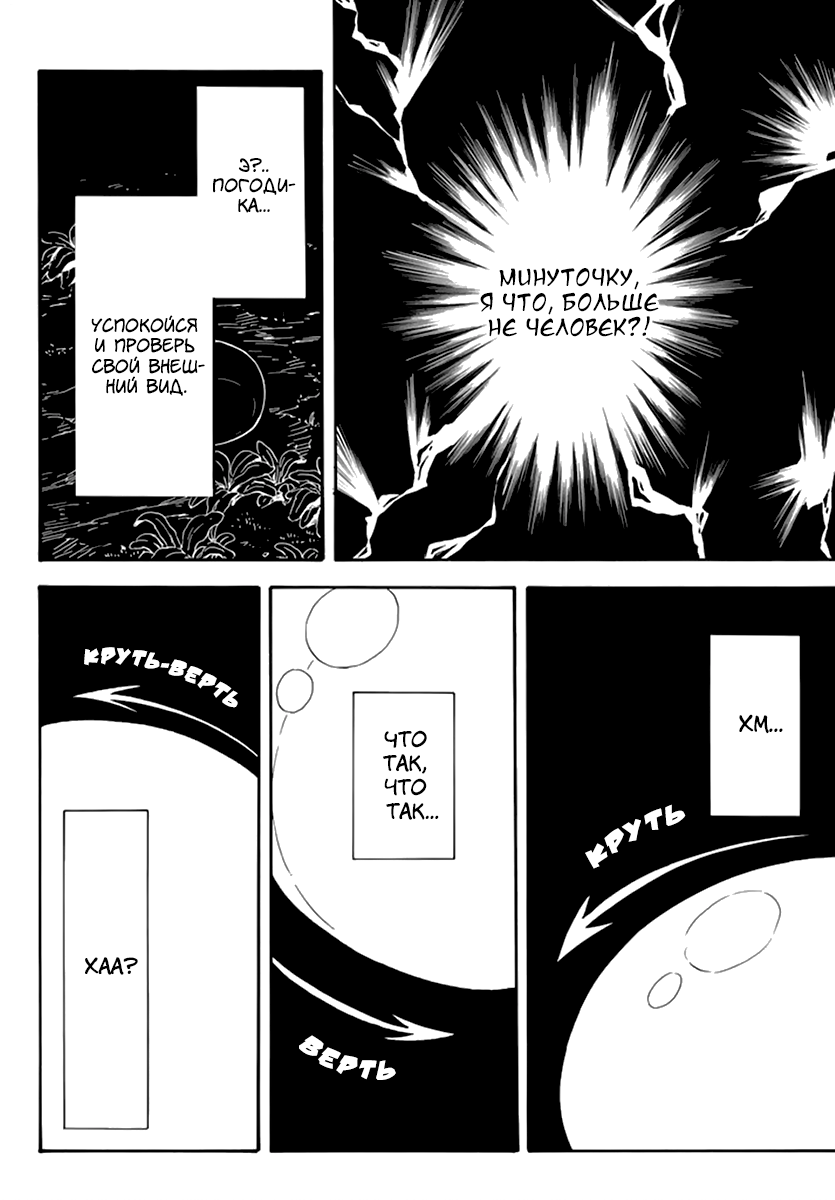 МИНУТОЧКУ,
Я ЧТО, БОЛЬШЕ
НЕ ЧЕЛОВЕК?!
Э?..
ПОГОДИ-
КА...
УСПОКОЙСЯ
И ПРОВЕРЬ
СВОЙ ВНЕШ-
НИЙ ВИД.
ХМ...
КРУТЬ
ЧТО
ТАК,
ЧТО
ТАК...
ВЕРТЬ
КРУТЬ-ВЕРТЬ
ХАА?